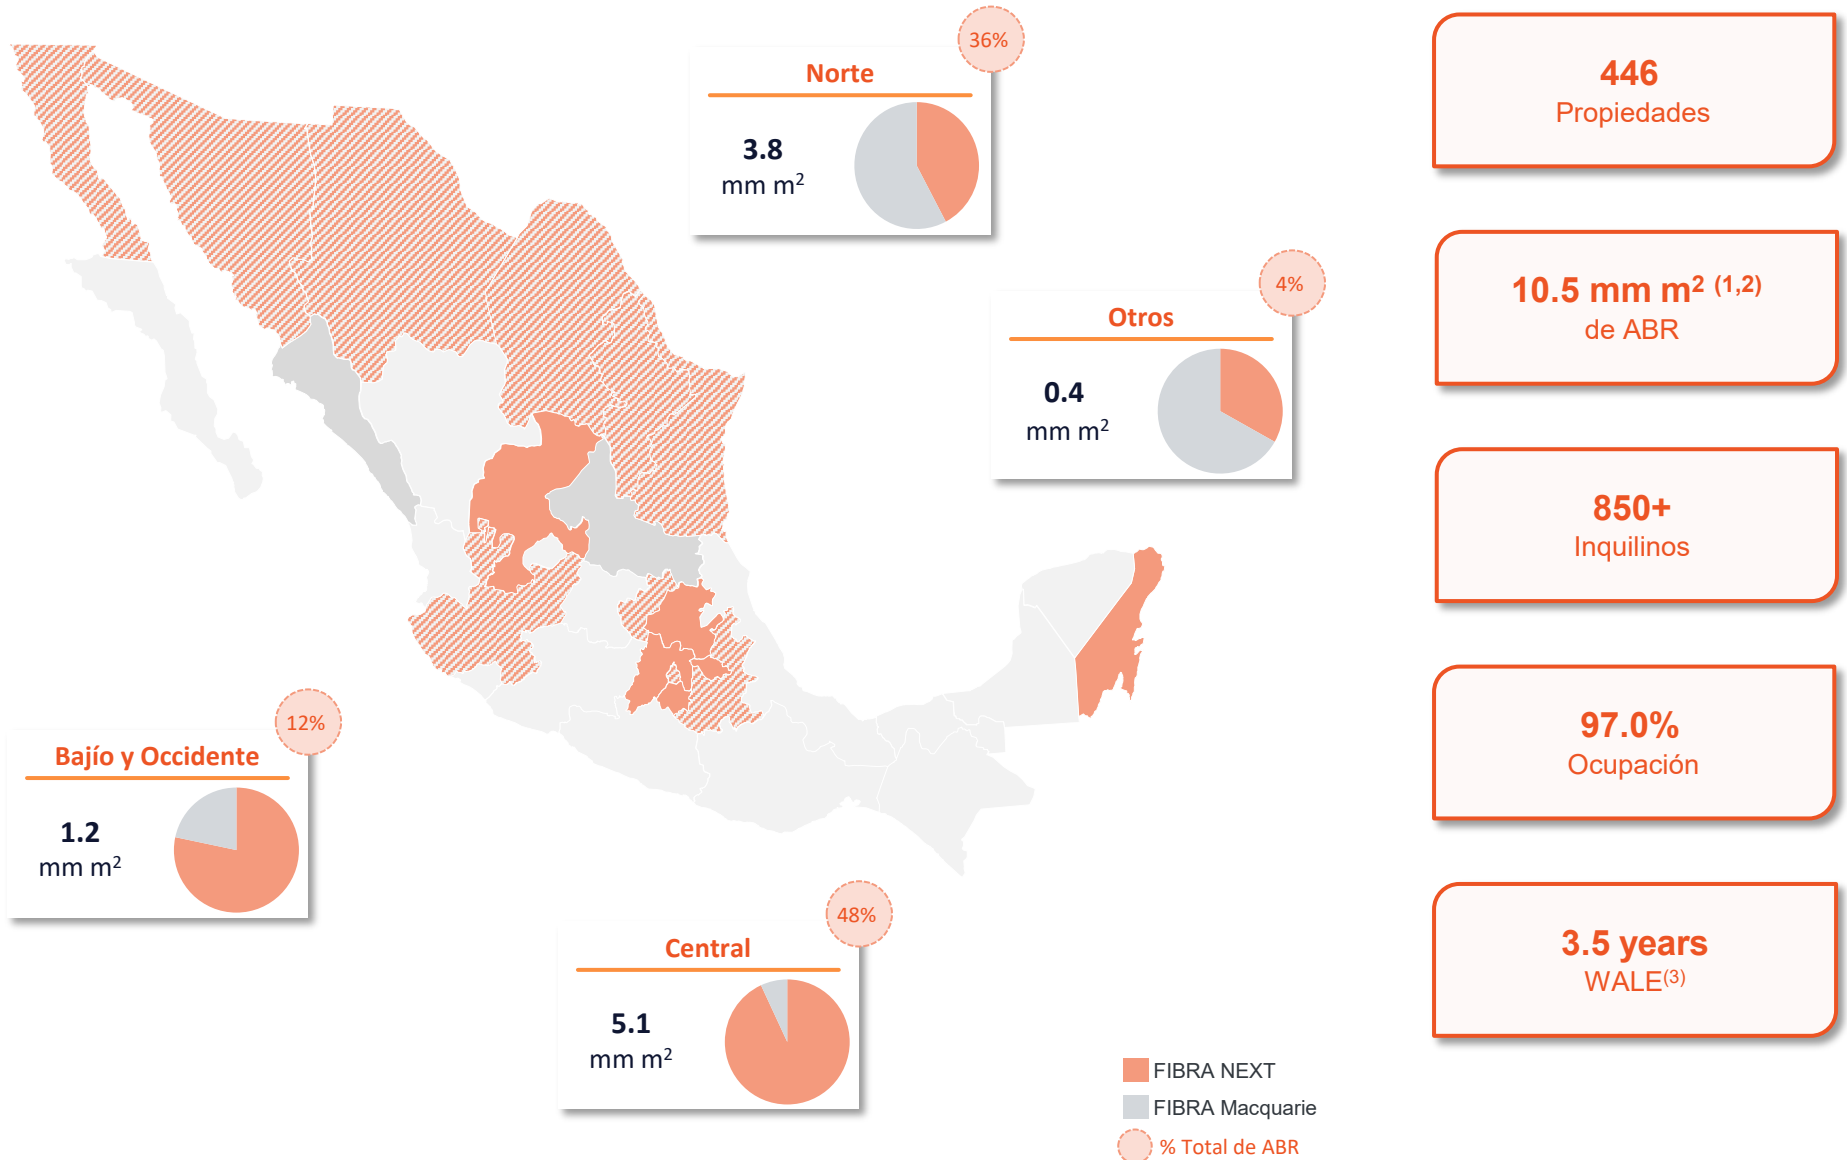 36%
Norte
3.8
mm m²
4%
Otros
0.4
mm m²
12%
Bajío y Occidente
1.2
mm m²
48%
Central
5.1
mm m²
FIBRA NEXT
FIBRA Macquarie
% Total de ABR
446
Propiedades
10.5 mm m² (1,2)
de ABR
850+
Inquilinos
97.0%
Ocupación
3.5 years
WALE(3)